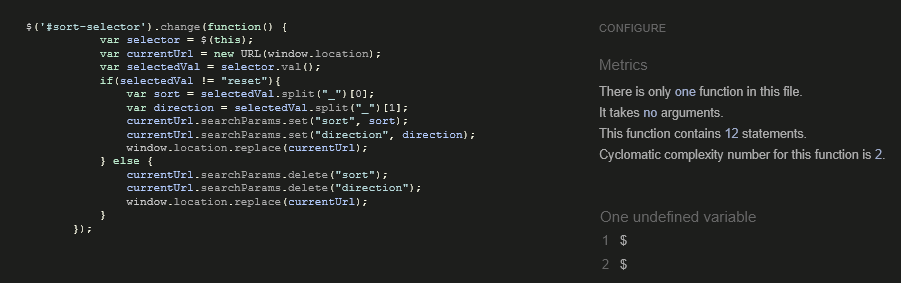 $('#sort-selector').change(function() {
var selector = $(this);
var currentUrl = new URL(window.location);
var selectedVal = selector.val();
if(selectedVal != "reset"){
var sort = selectedVal.split("_")[0];
var direction = selectedVal.split("_")[1];
currentUrl.searchParams.set("sort", sort);
currentUrl.searchParams.set("direction", direction);
window.location.replace(currentUrl);
} else {
currentUrl.searchParams.delete("sort");
currentUrl.searchParams.delete("direction");
window.location.replace(currentUrl);
}
});
CONFIGURE
Metrics
There is only one function in this file.
It takes no arguments.
This function contains 12 statements.
Cyclomatic complexity number for this function is 2.
One undefined variable
1 $
2 $